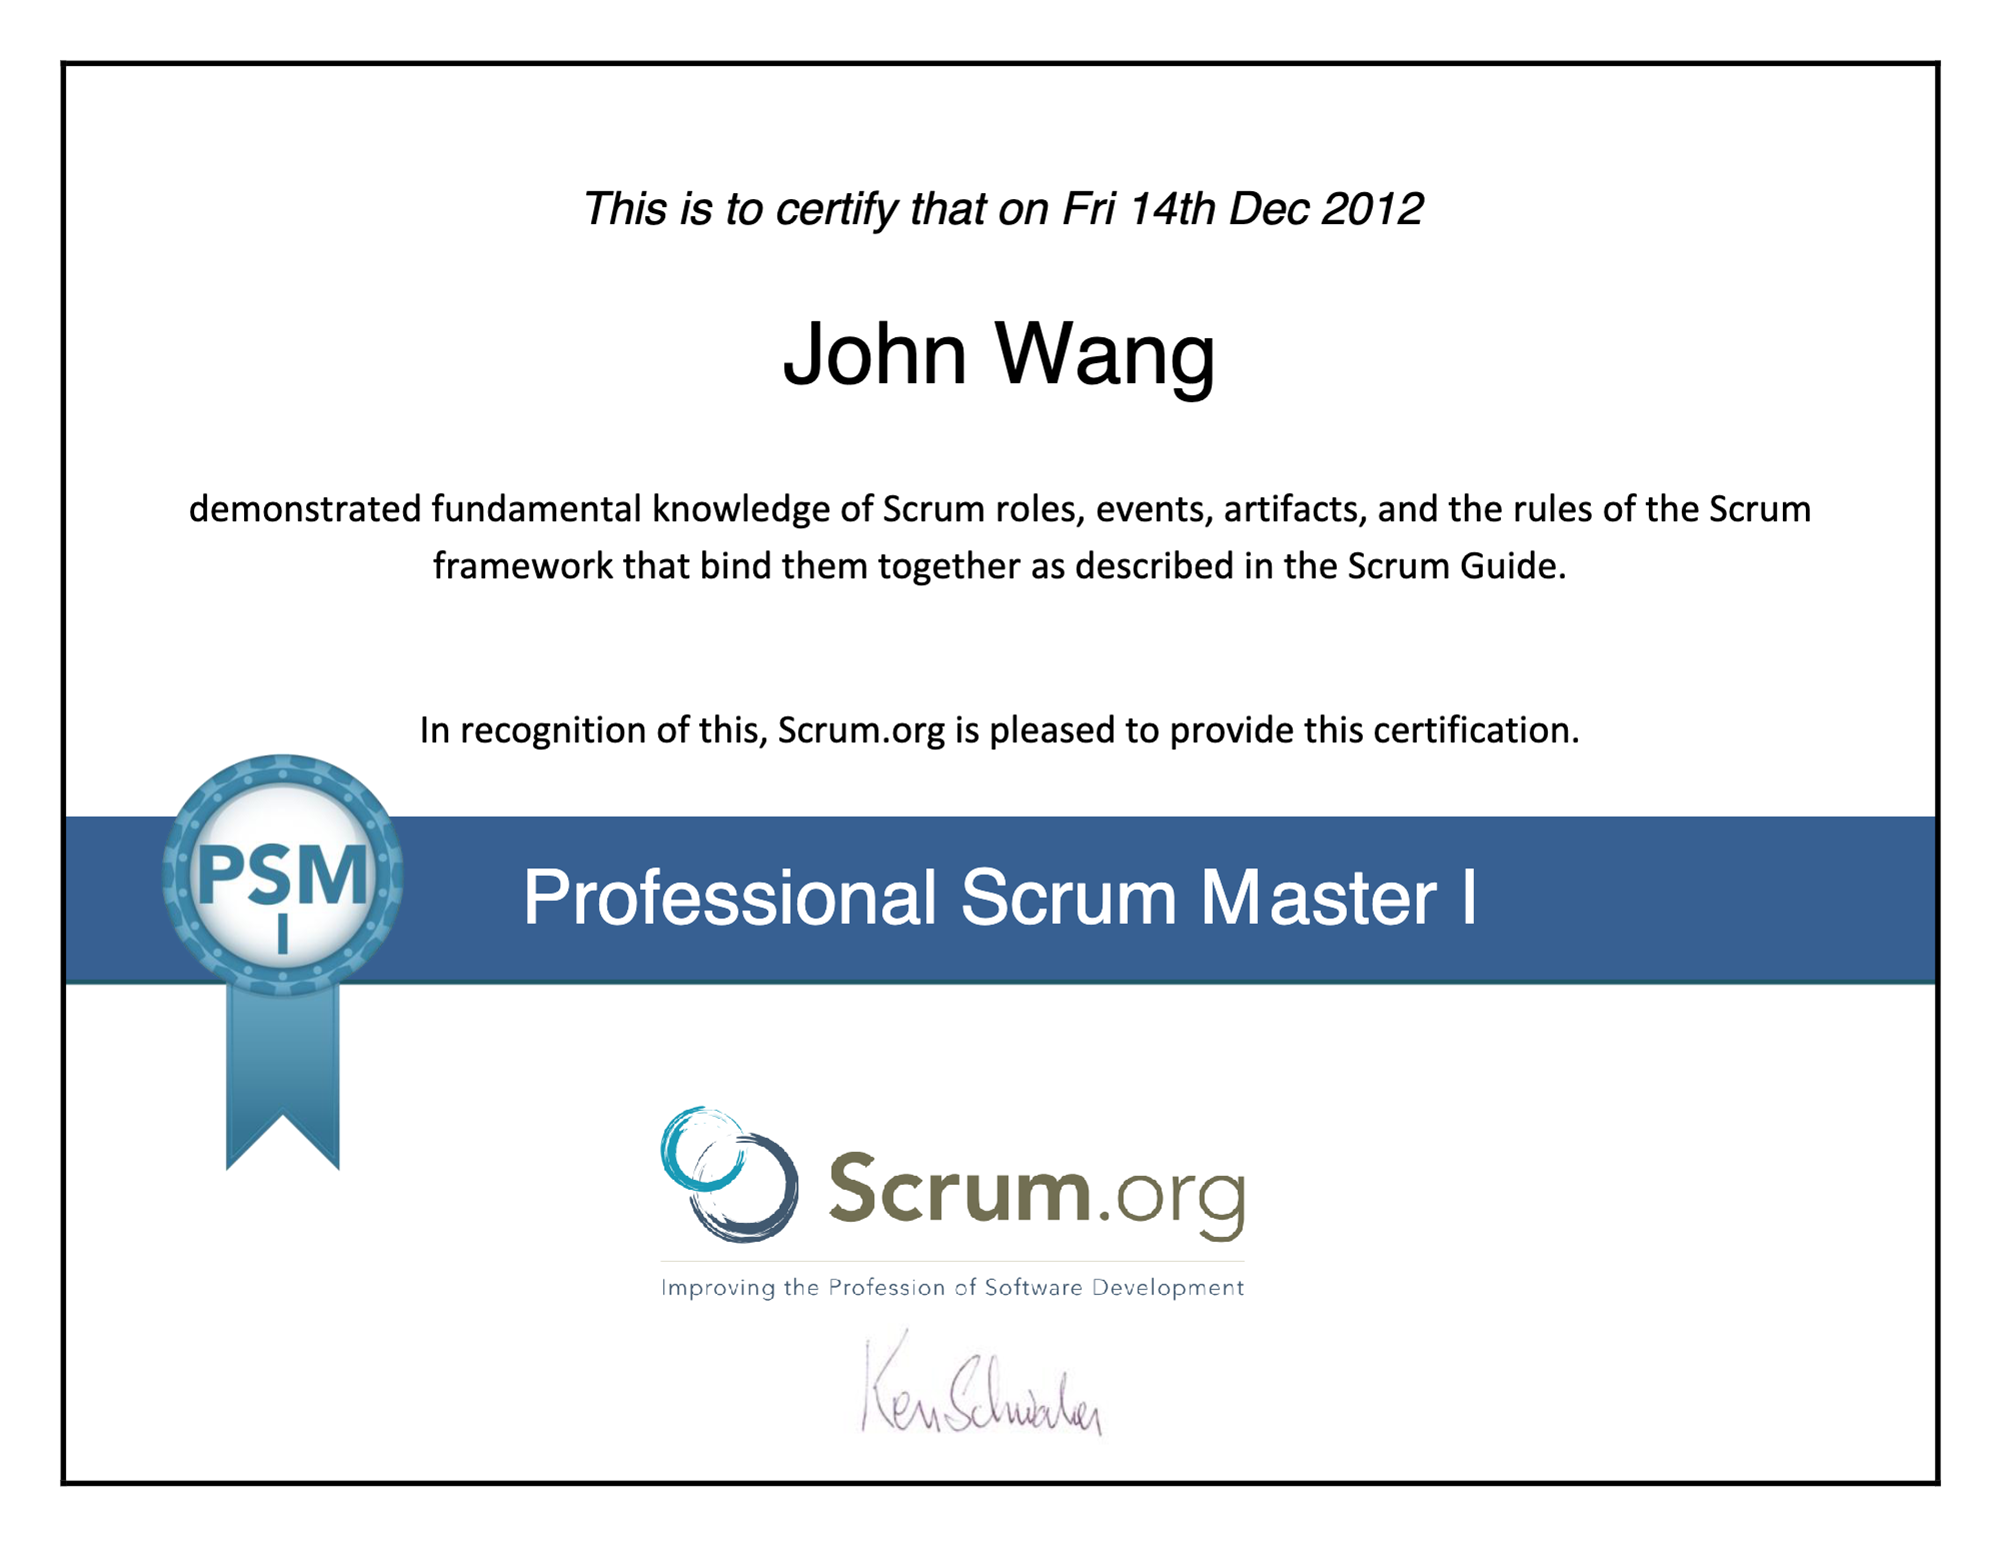 This is to certify that on Fri 14th Dec 2012
John Wang
demonstrated fundamental knowledge of Scrum roles, events, artifacts, and the rules of the Scrum
framework that bind them together as described in the Scrum Guide.
In recognition of this, Scrum.org is pleased to provide this certification.
PSM
I
Professional Scrum Master I
Scrum.org
Improving the Profession of Software Development
Ken Schwaber